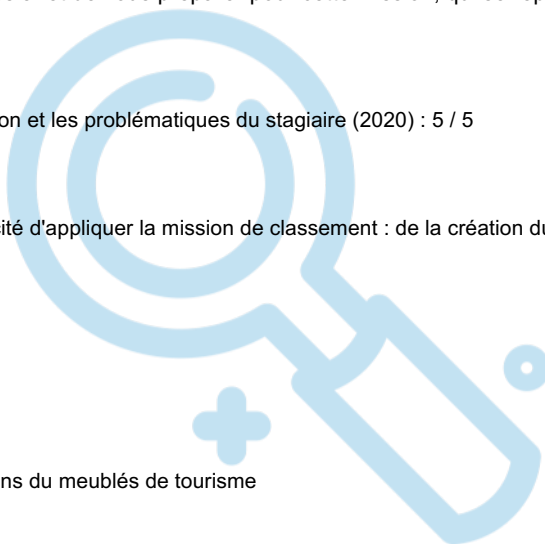 on et les problématiques du stagiaire (2020) : 5 / 5
ité d'appliquer la mission de classement : de la création d
ns du meublés de tourisme